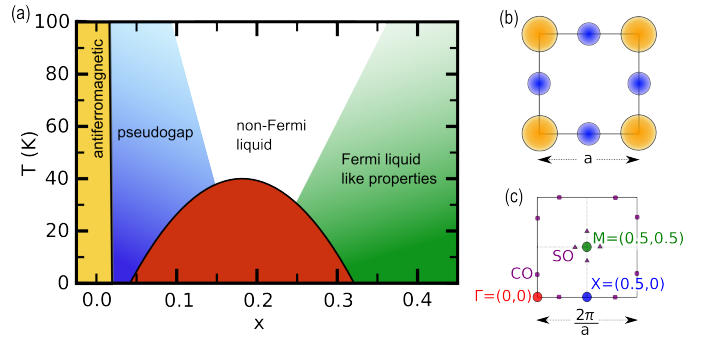 (a)
100
80
60
40
20
0
T (K)
antiferromagnetic
pseudogap
non-Fermi
liquid
Fermi liquid
like properties
0.0
0.1
0.2
0.3
0.4
x
(b)
a
(c)
M=(0.5,0.5)
SO
CO
X=(0.5,0)
Γ=(0,0)
2π
a